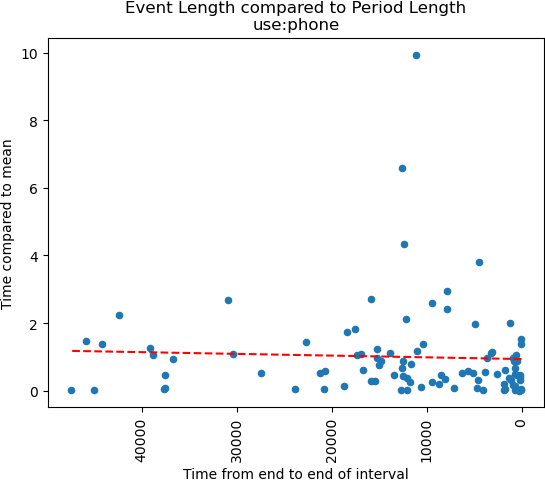 Event Length compared to Period Length
use:phone
Time compared to mean
10
8
6
4
2
0
40000
30000
20000
10000
0
Time from end to end of interval